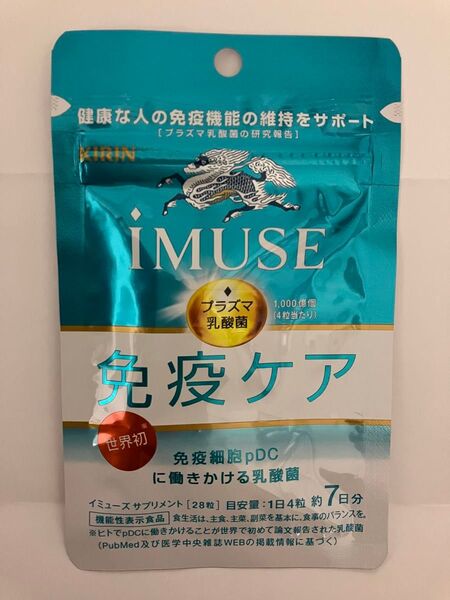 健康な人の免疫機能の維持をサポート
[プラズマ乳酸菌の研究報告]
KIRIN
iMUSE
プラズマ
乳酸菌
1,000億個
(4粒当たり)
免疫ケア
世界初
免疫細胞pDC
に働きかける乳酸菌
イミューズ サプリメント [28粒] 目安量:1日4粒 約7日分
機能性表示食品 食生活は、主食、主菜、副菜を基本に、食事のバランスを。
※ヒトでpDCに働きかけることが世界で初めて論文報告された乳酸菌
(PubMed及び医学中央雑誌WEBの掲載情報に基づく)